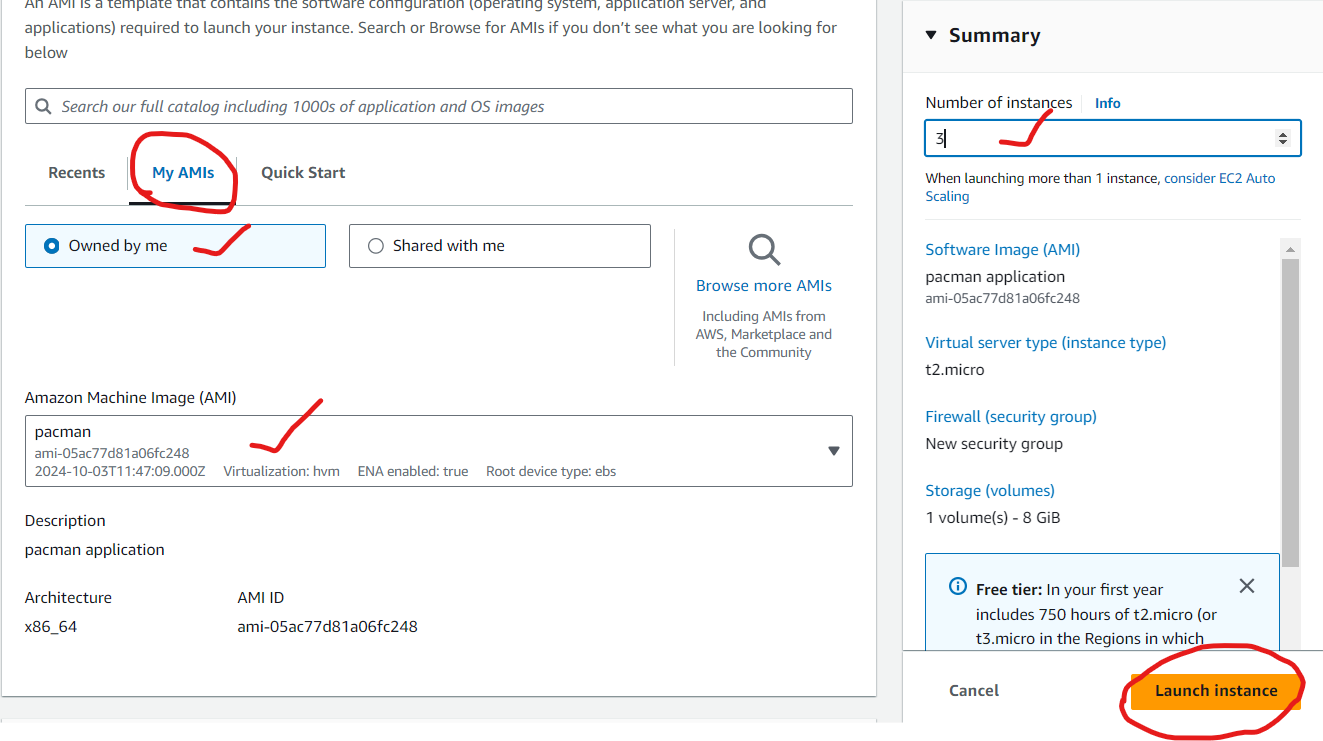 An AMI is a template that contains the software configuration (operating system, application server, and
applications) required to launch your instance. Search or Browse for AMIs if you don't see what you are looking for
below
Search our full catalog including 1000s of application and OS images
Recents
My AMIs
Quick Start
Owned by me
Shared with me
Browse more AMIs
Including AMIs from
AWS, Marketplace and
the Community
Amazon Machine Image (AMI)
pacman
ami-05ac77d81a06fc248
2024-10-03T11:47:09.000Z Virtualization: hvm ENA enabled: true Root device type: ebs
Description
pacman application
Architecture
AMI ID
x86_64
ami-05ac77d81a06fc248
Summary
Number of instances
Info
3
When launching more than 1 instance, consider EC2 Auto
Scaling
Software Image (AMI)
pacman application
ami-05ac77d81a06fc248
Virtual server type (instance type)
t2.micro
Firewall (security group)
New security group
Storage (volumes)
1 volume(s) - 8 GiB
Free tier: In your first year
includes 750 hours of t2.micro (or
t3.micro in the Regions in which
Cancel
Launch instance